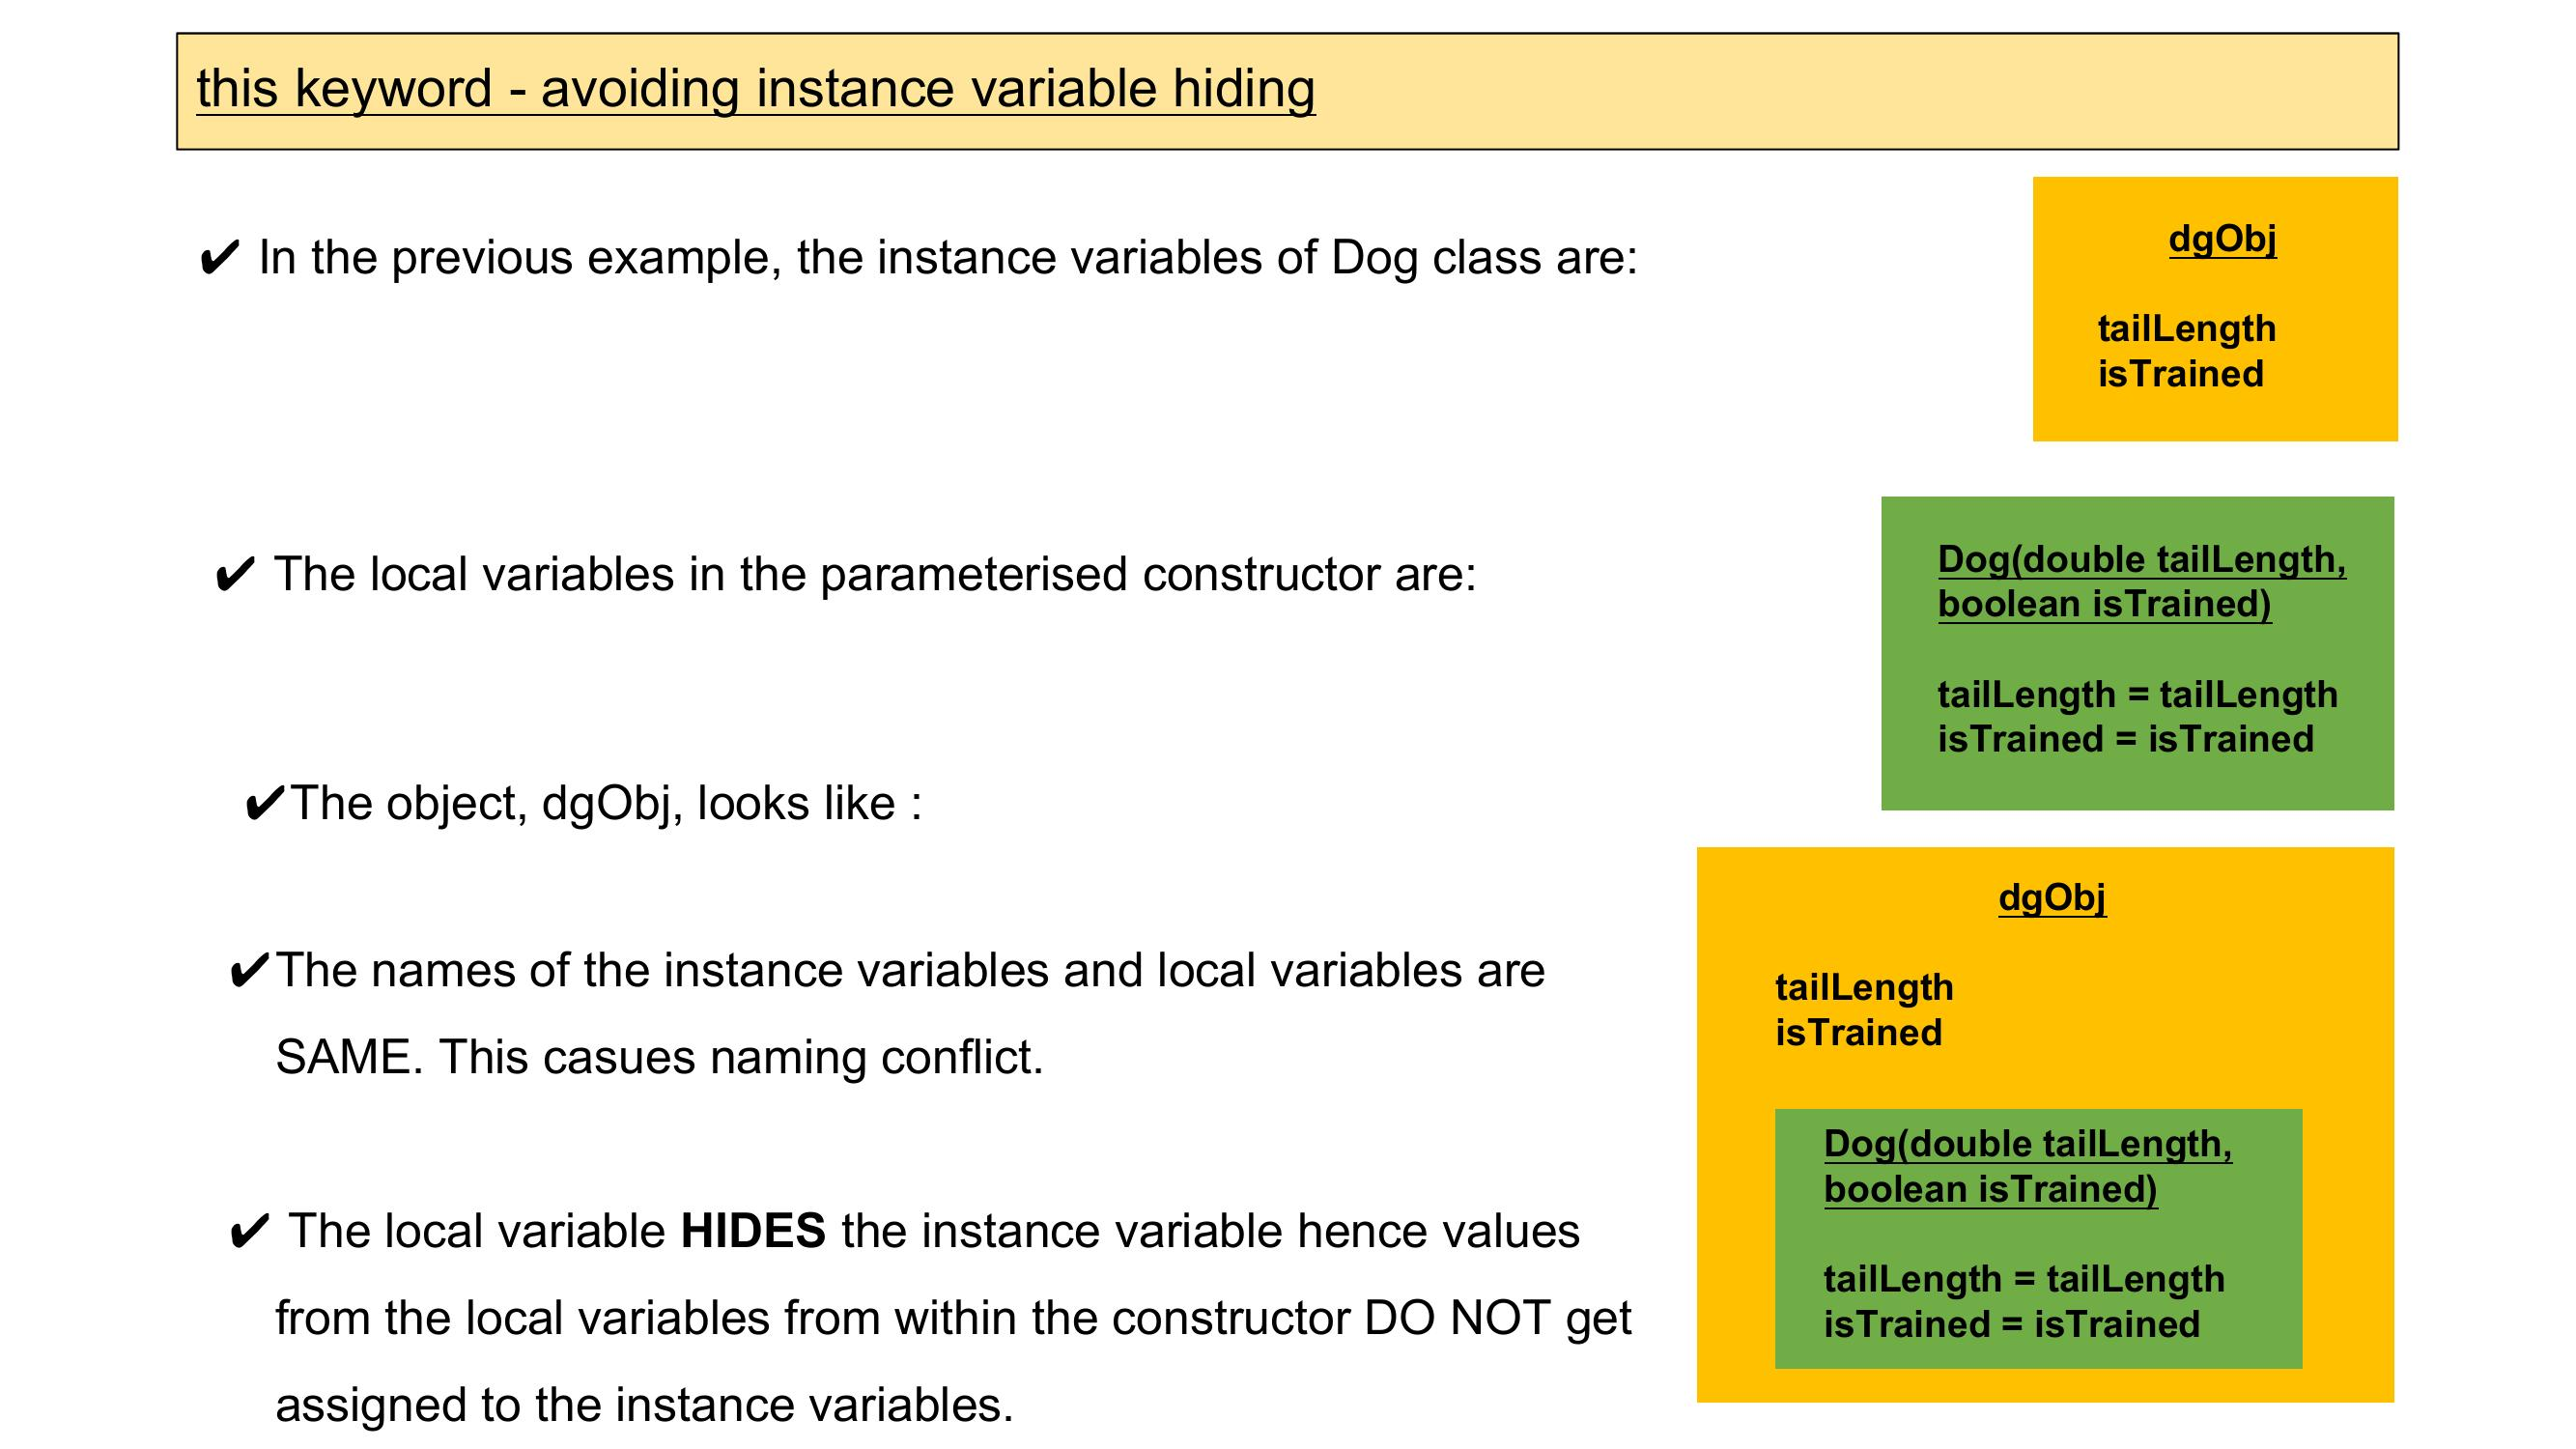 this keyword - avoiding instance variable hiding
✔ In the previous example, the instance variables of Dog class are:
dgObj
tailLength
isTrained
✔ The local variables in the parameterised constructor are:
Dog(double tailLength,
boolean isTrained)
tailLength = tailLength
isTrained = isTrained
✔The object, dgObj, looks like :
✔The names of the instance variables and local variables are
SAME. This casues naming conflict.
✔ The local variable HIDES the instance variable hence values
from the local variables from within the constructor DO NOT get
assigned to the instance variables.
dgObj
tailLength
isTrained
Dog(double tailLength,
boolean isTrained)
tailLength = tailLength
isTrained = isTrained